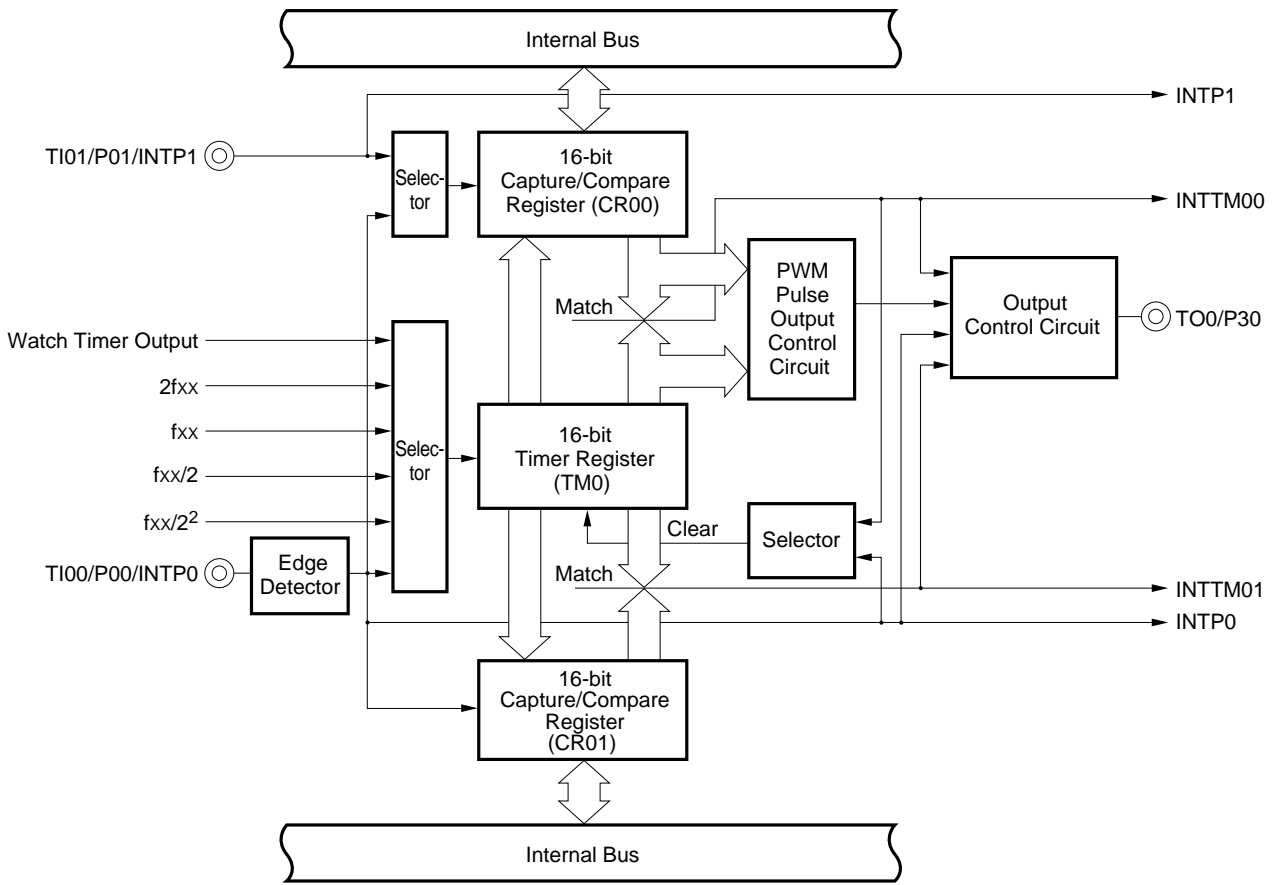 Internal Bus
INTP1
TI01/P01/INTP1
Selec-
tor
16-bit
Capture/Compare
Register (CR00)
INTTM00
PWM
Pulse
Output
Control
Circuit
Output
Control Circuit
TO0/P30
Match
Watch Timer Output
2fxx
fxx
fxx/2
fxx/2²
Selec-
tor
16-bit
Timer Register
(TM0)
Clear
Selector
TI00/P00/INTP0
Edge
Detector
Match
INTTM01
INTP0
16-bit
Capture/Compare
Register
(CR01)
Internal Bus